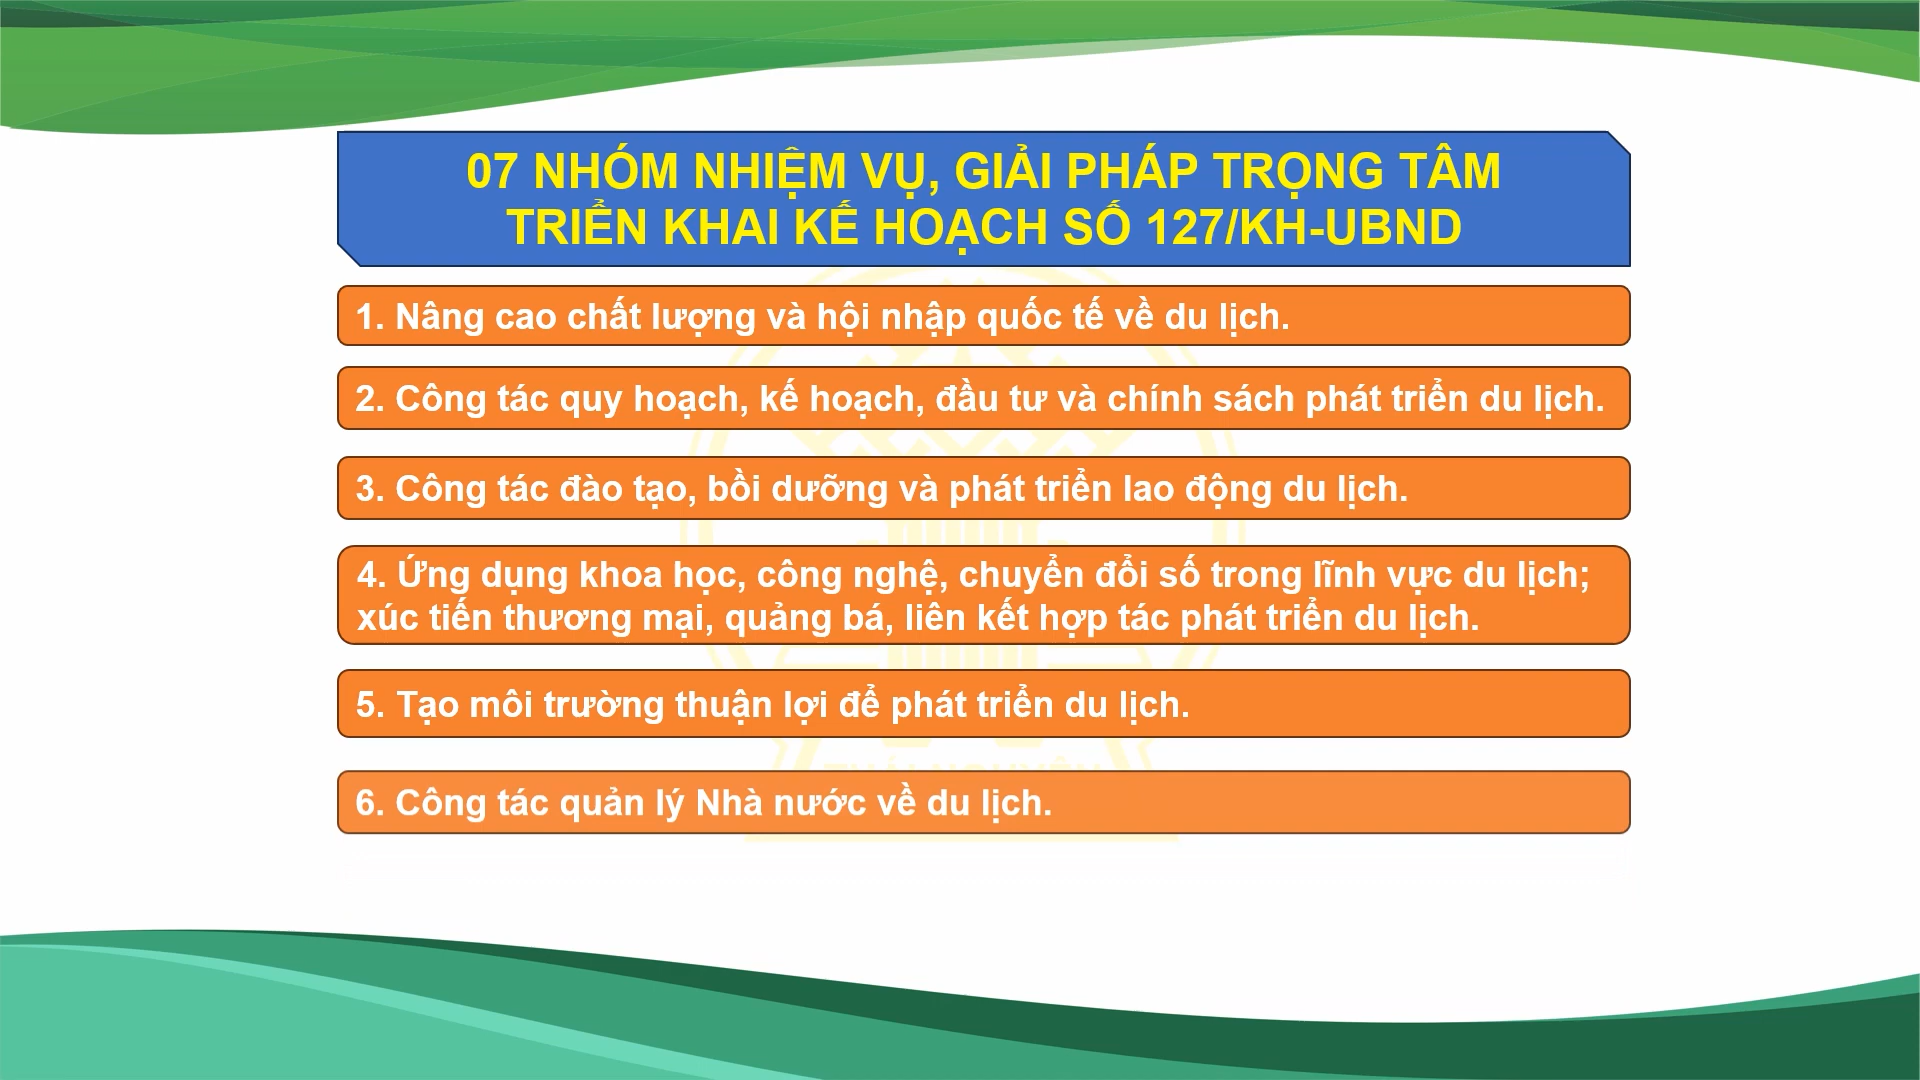 07 NHÓM NHIỆM VỤ, GIẢI PHÁP TRỌNG TÂM
TRIỂN KHAI KẾ HOẠCH SỐ 127/KH-UBND
1. Nâng cao chất lượng và hội nhập quốc tế về du lịch.
2. Công tác quy hoạch, kế hoạch, đầu tư và chính sách phát triển du lịch.
3. Công tác đào tạo, bồi dưỡng và phát triển lao động du lịch.
4. Ứng dụng khoa học, công nghệ, chuyển đổi số trong lĩnh vực du lịch;
xúc tiến thương mại, quảng bá, liên kết hợp tác phát triển du lịch.
5. Tạo môi trường thuận lợi để phát triển du lịch.
THÁI NGUYÊN
6. Công tác quản lý Nhà nước về du lịch.